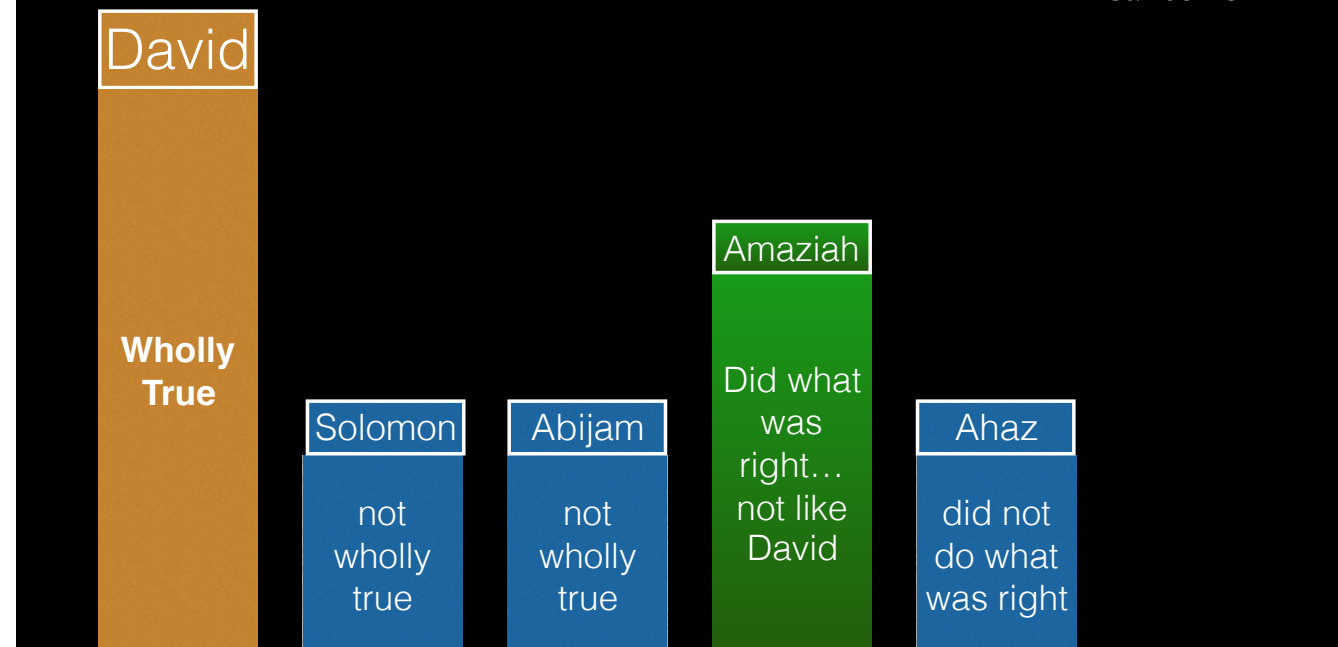 David
Wholly
True
Solomon
not
wholly
true
Abijam
not
wholly
true
Amaziah
Did what
was
right…
not like
David
Ahaz
did not
do what
was right